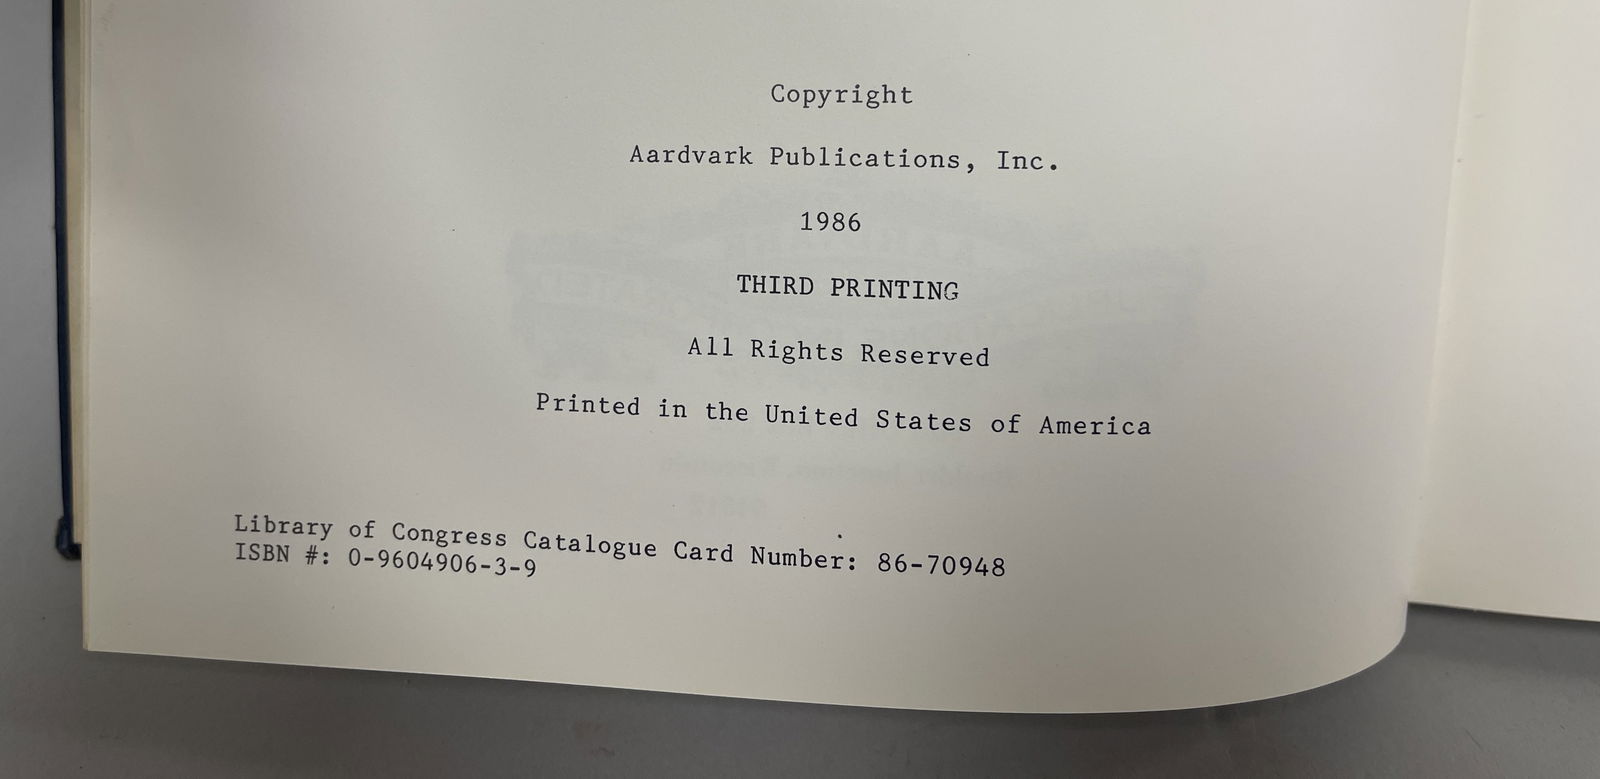 Copyright
Aardvark Publications, Inc.
1986
THIRD PRINTING
All Rights Reserved
Printed in the United States of America
Library of Congress Catalogue Card Number: 86-70948
ISBN #: 0-9604906-3-9